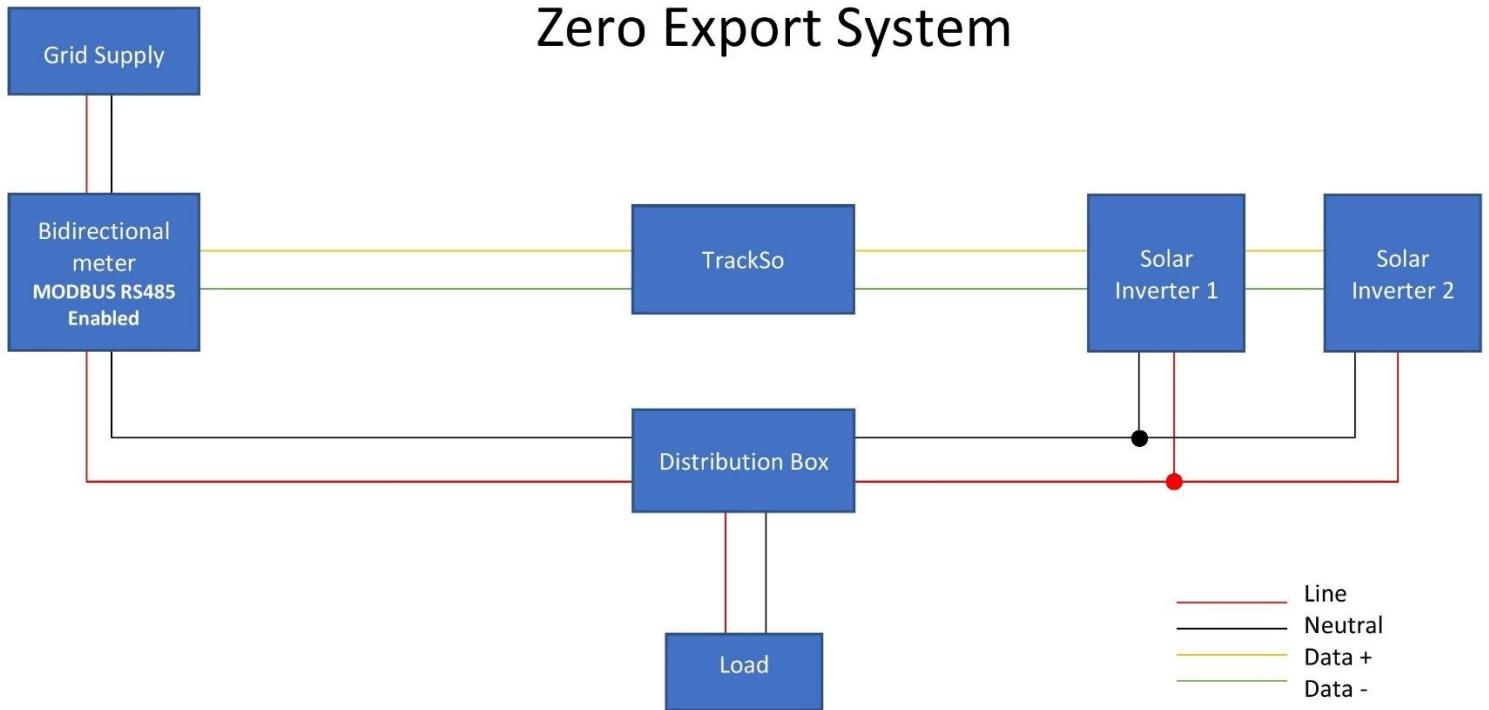 Zero Export System
Grid Supply
Bidirectional
meter
MODBUS RS485
Enabled
TrackSo
Solar
Inverter 1
Solar
Inverter 2
Distribution Box
Load
Line
Neutral
Data +
Data -